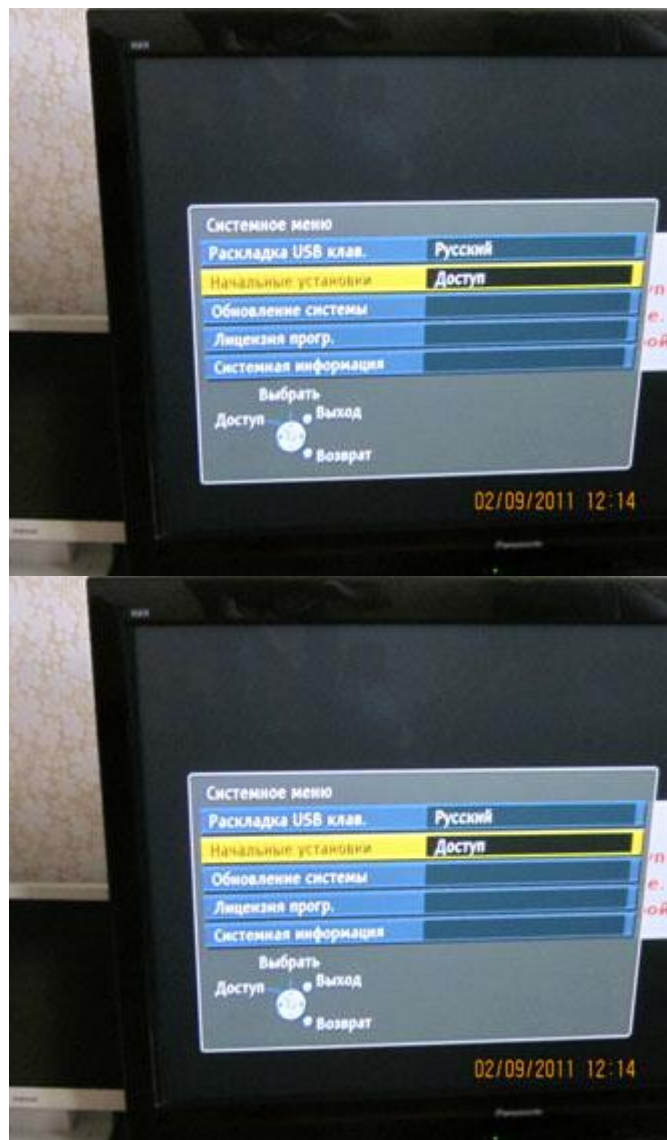 Системное меню
Раскладка USB клав. Русский
Начальные установки Доступ
Обновление системы
Лицензия прогр.
Системная информация
Выбрать
Доступ Выход
Возврат
02/09/2011 12:14
Panasonic
Системное меню
Раскладка USB клав. Русский
Начальные установки Доступ
Обновление системы
Лицензия прогр.
Системная информация
Выбрать
Доступ Выход
Возврат
02/09/2011 12:14
Panasonic